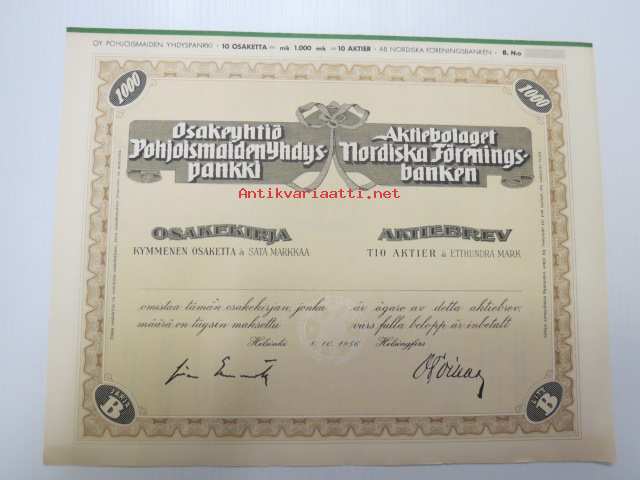 OY POHJOISMAIDEN YHDYSPANKKI · 10 OSAKETTA = mk 1.000 mk = 10 AKTIER · AB NORDISKA FÖRENINGSBANKEN · B. N:o
1000
1000
Osakeyhtiö
Pohjoismaiden Yhdys-
pankki
Aktiebolaget
Nordiska Förenings-
banken
Antikvariaatti.net
OSAKEKIRJA
KYMMENEN OSAKETTA à SATA MARKKAA
AKTIEBREV
TIO AKTIER à ETTHUNDRA MARK
omistaa tämän osakekirjan, jonka
määrä on täysin maksettu
är ägare av detta aktiebrev,
vars fulla belopp är inbetalt
Helsinki
10. 1956
Helsingfors
SARJA
B
B